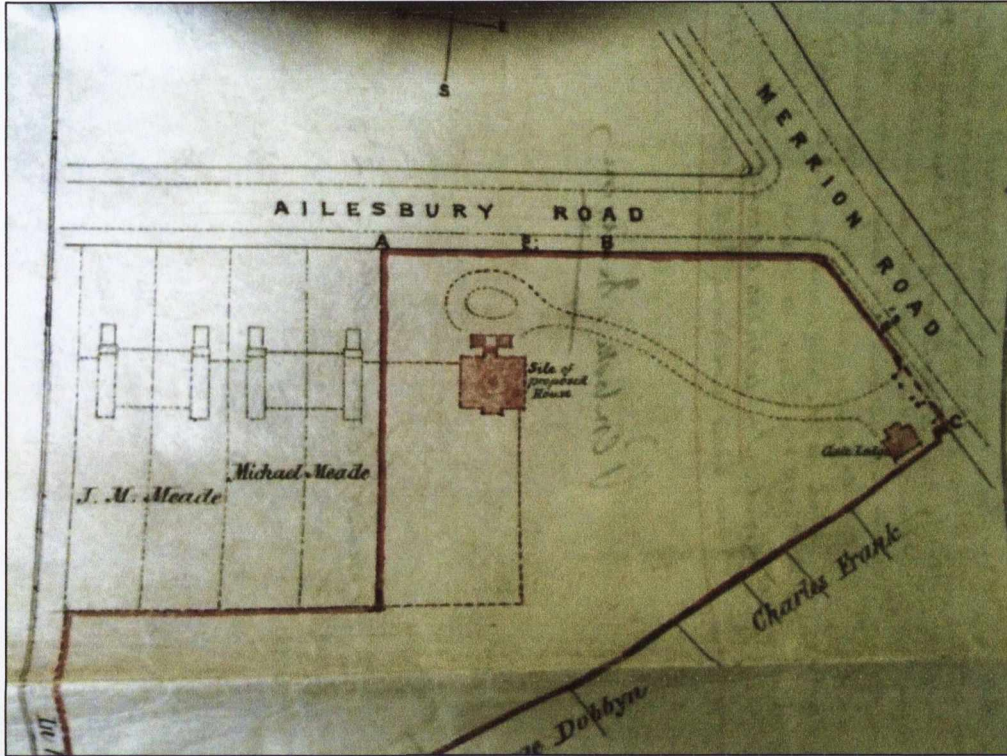 E
S
MERRION ROAD
AILESBURY ROAD
A
E
B
Site of
proposed
House
C
Gate Lodge
J. M. Meade
Michael Meade
Charles Frank
Dobbyn